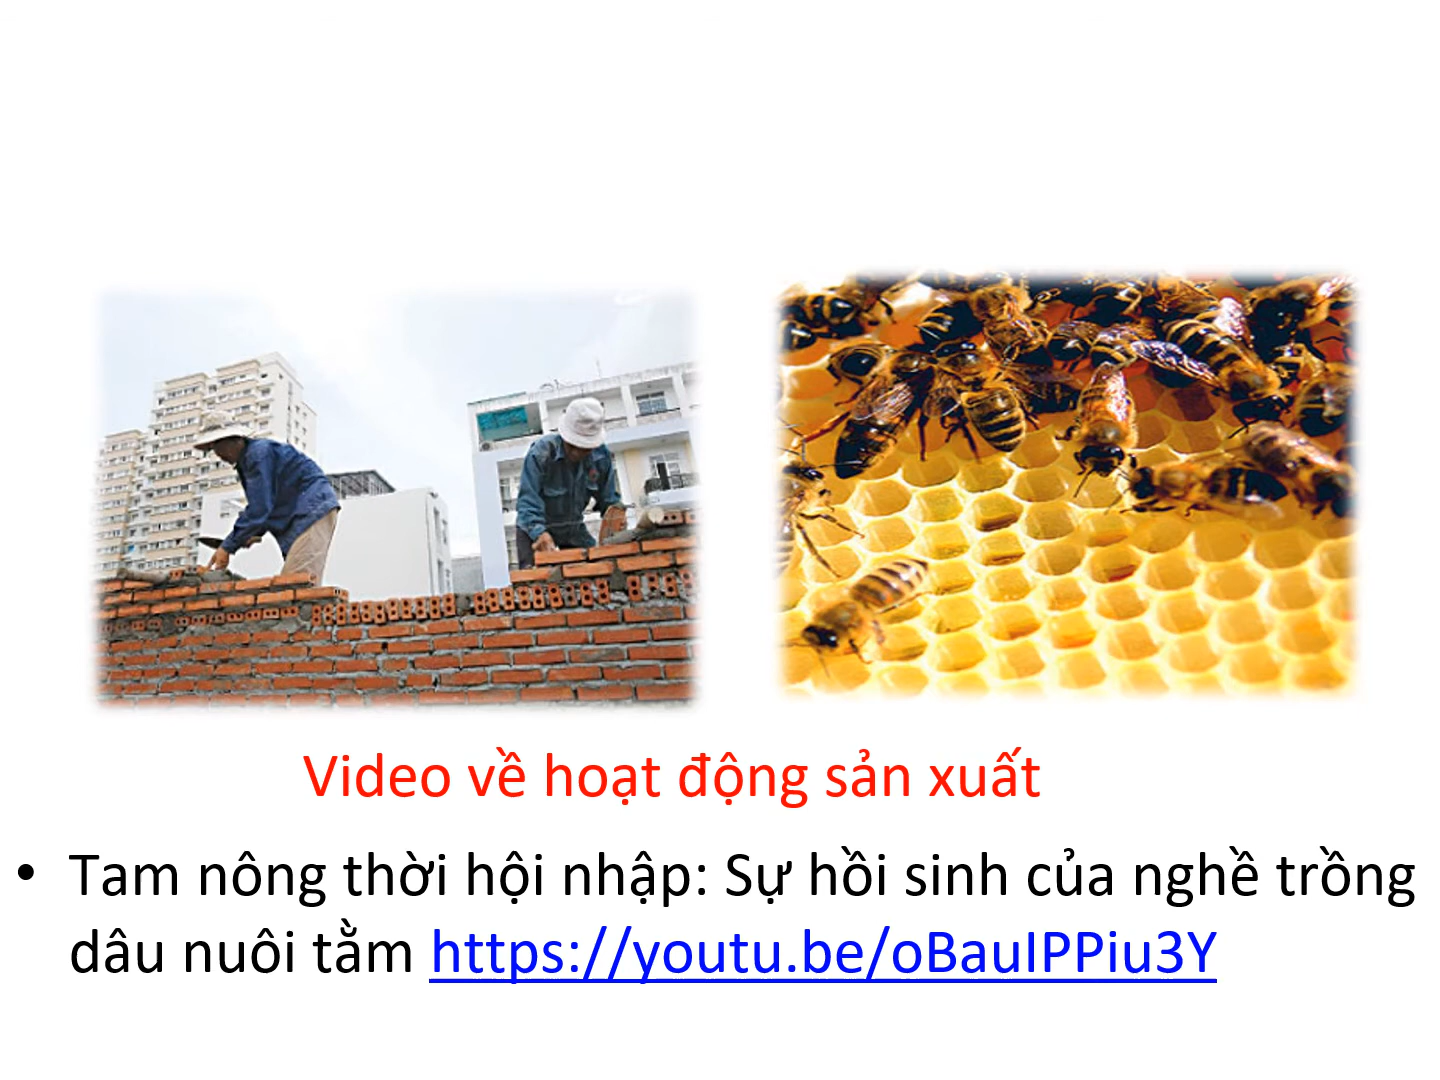 Video về hoạt động sản xuất
• Tam nông thời hội nhập: Sự hồi sinh của nghề trồng
dâu nuôi tằm https://youtu.be/oBauIPPiu3Y